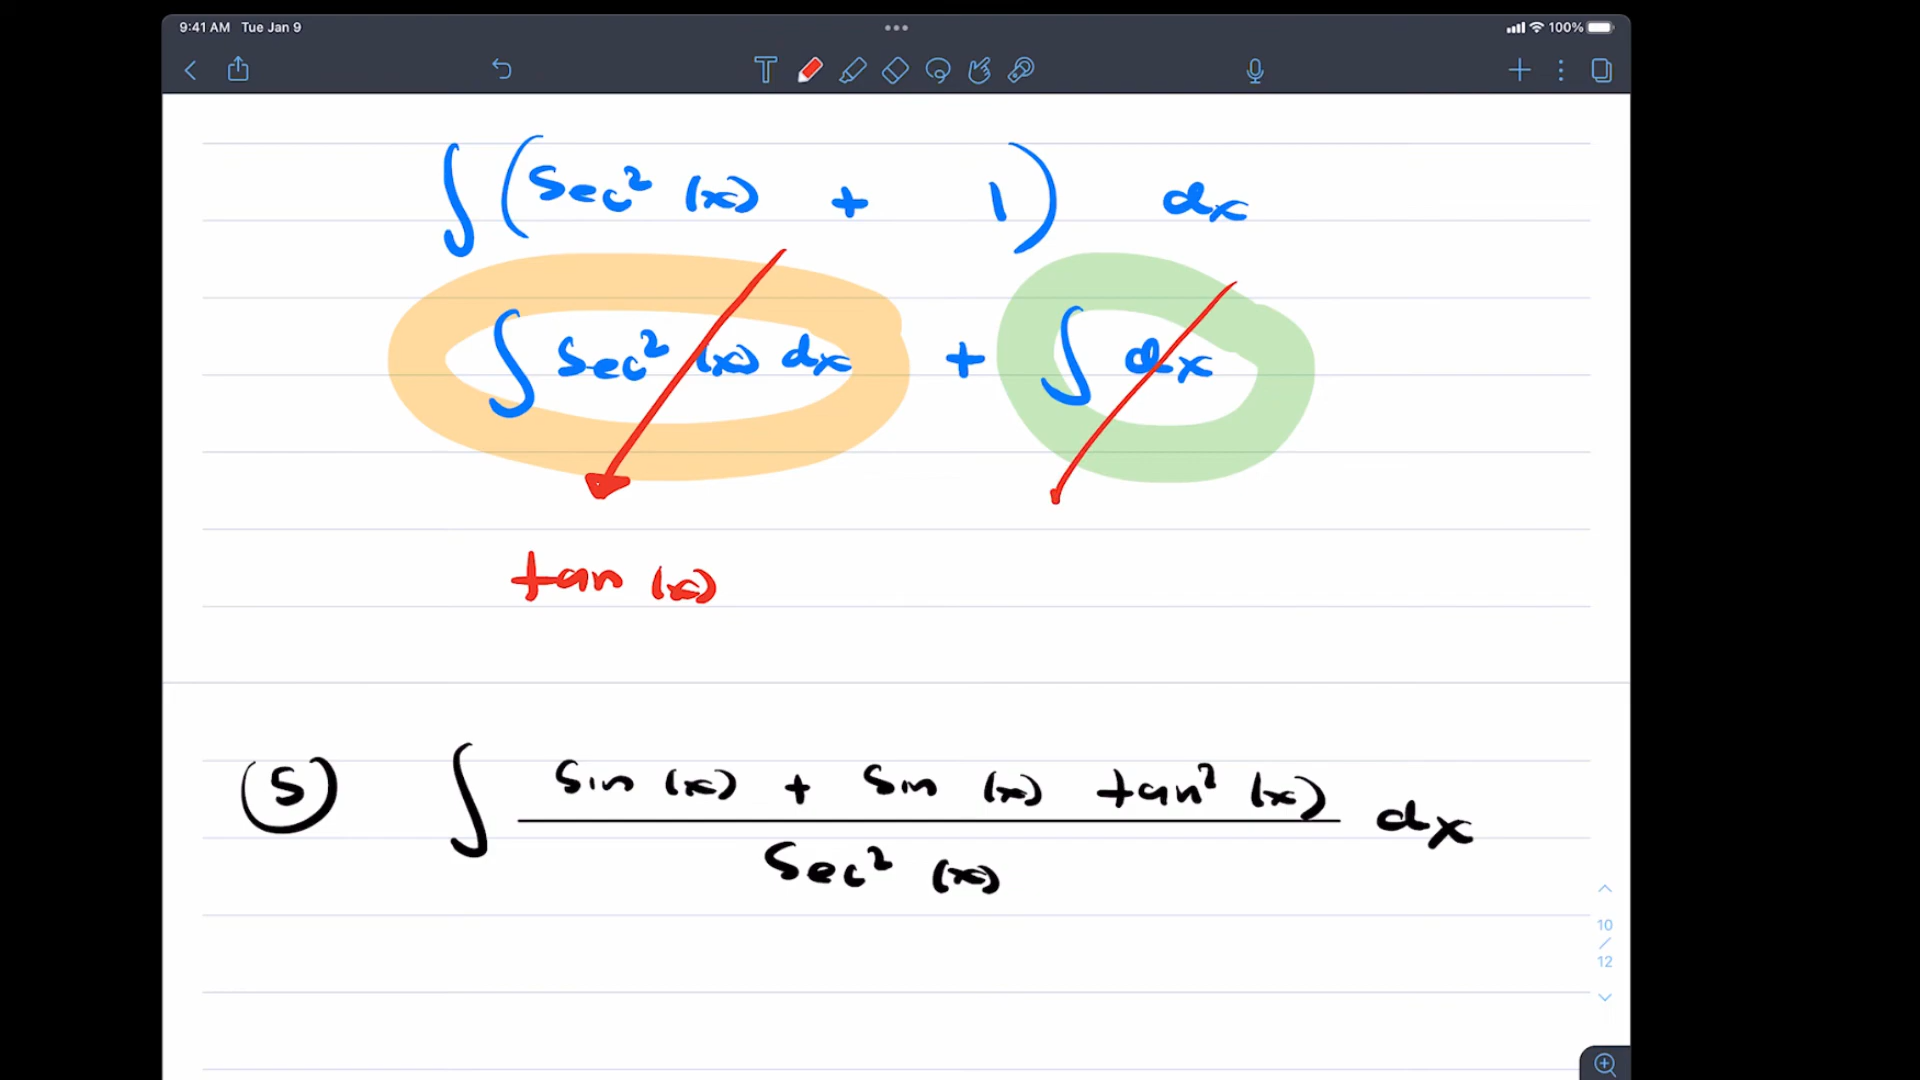 9:41 AM Tue Jan 9 100%
∫ (sec² (x) + 1) dx
∫ sec² (x) dx + ∫ dx
tan (x)
(5) ∫ sin (x) + sin (x) tan² (x) dx
sec² (x)
10
/
12